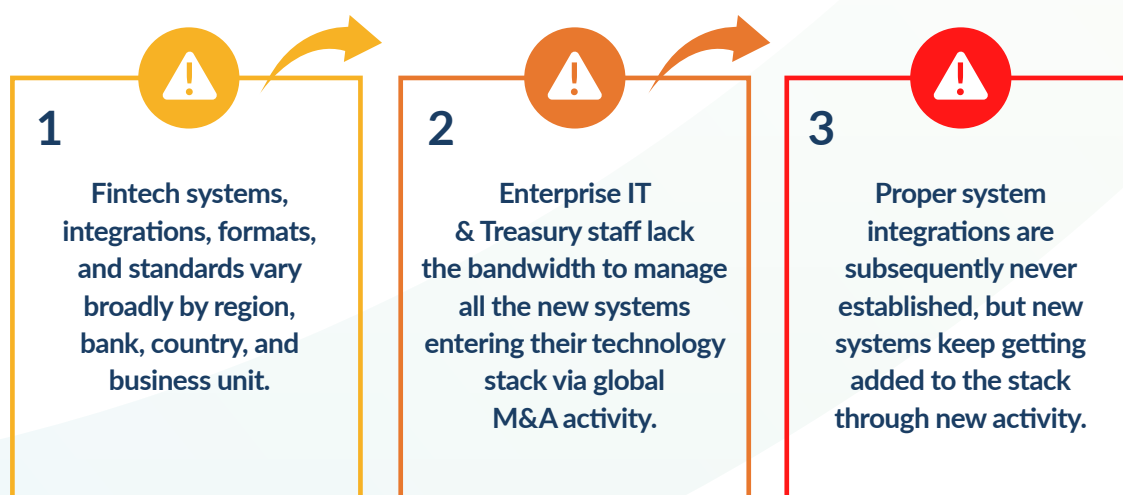 1
Fintech systems,
integrations, formats,
and standards vary
broadly by region,
bank, country, and
business unit.
2
Enterprise IT
& Treasury staff lack
the bandwidth to manage
all the new systems
entering their technology
stack via global
M&A activity.
3
Proper system
integrations are
subsequently never
established, but new
systems keep getting
added to the stack
through new activity.